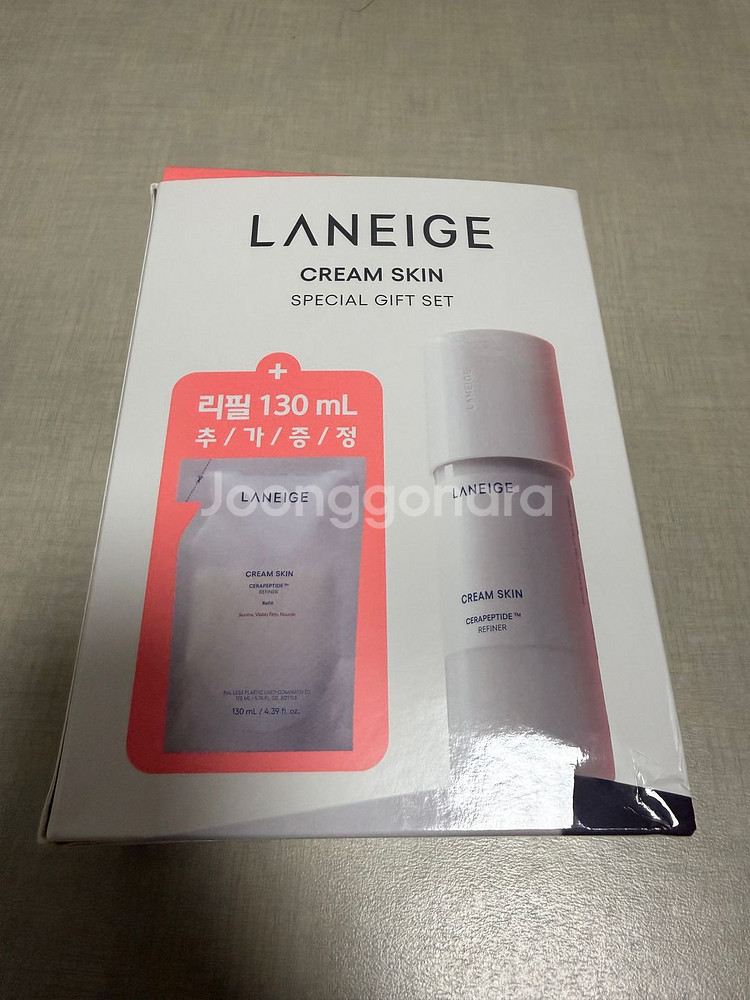 LANEIGE
CREAM SKIN
SPECIAL GIFT SET
+
리필 130 mL
추/가/증/정
LANEIGE
CREAM SKIN
CERAPEPTIDE™
REFINER
Refill
130 mL / 4.39 fl. oz.
LANEIGE
LANEIGE
CREAM SKIN
CERAPEPTIDE™
REFINER
Joonggonara